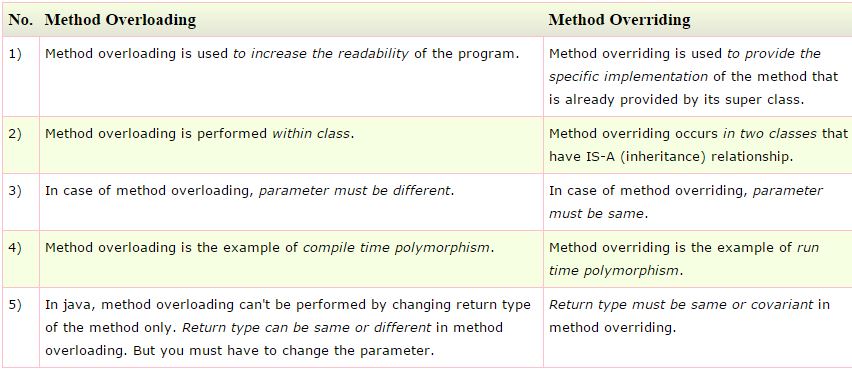 No. Method Overloading Method Overriding
1) Method overloading is used to increase the readability of the program. Method overriding is used to provide the
specific implementation of the method that
is already provided by its super class.
2) Method overloading is performed within class. Method overriding occurs in two classes that
have IS-A (inheritance) relationship.
3) In case of method overloading, parameter must be different. In case of method overriding, parameter
must be same.
4) Method overloading is the example of compile time polymorphism. Method overriding is the example of run
time polymorphism.
5) In java, method overloading can't be performed by changing return type Return type must be same or covariant in
of the method only. Return type can be same or different in method method overriding.
overloading. But you must have to change the parameter.